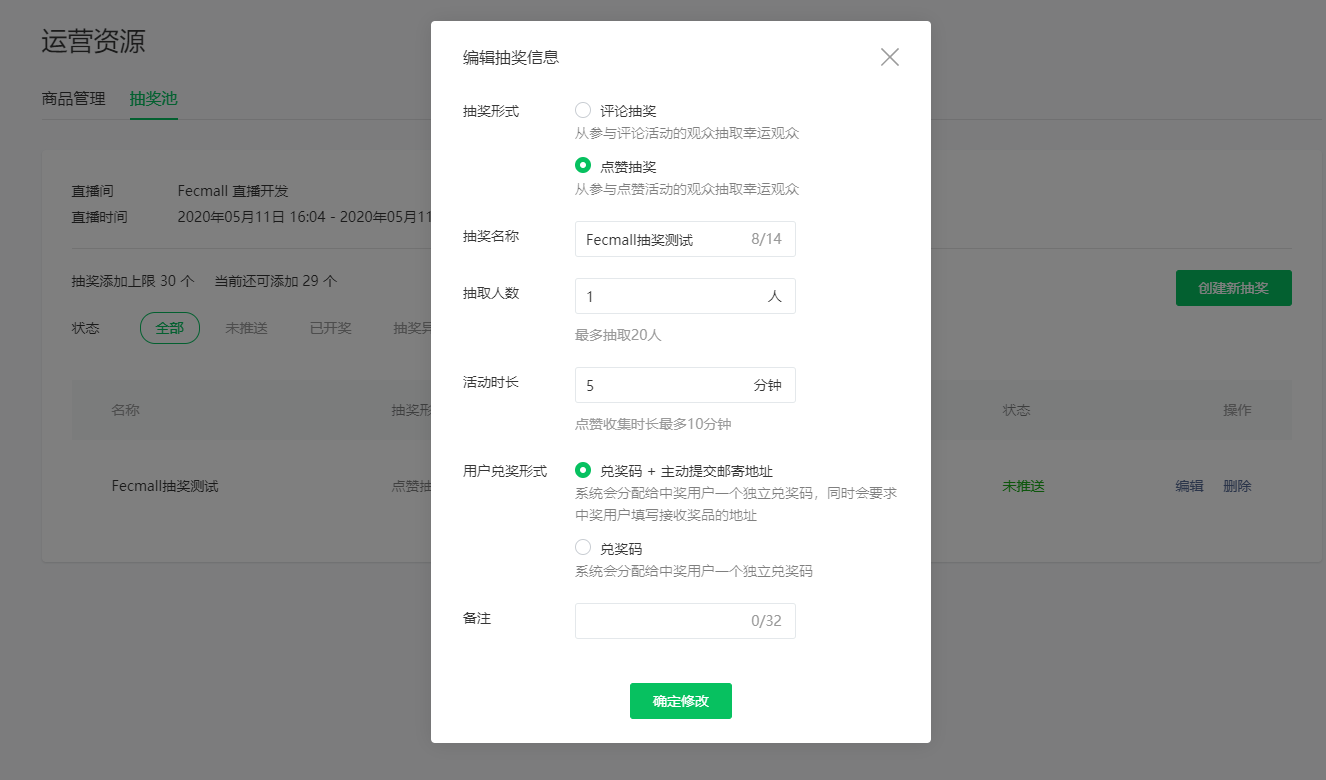 运营资源
商品管理 抽奖池
直播间 Fecmall 直播开发
直播时间 2020年05月11日 16:04 - 2020年05月11
抽奖添加上限 30 个 当前还可添加 29 个
创建新抽奖
状态 全部 未推送 已开奖 抽奖异
名称 抽奖形 状态 操作
Fecmall抽奖测试 点赞抽 未推送 编辑 删除
编辑抽奖信息
抽奖形式 评论抽奖
从参与评论活动的观众抽取幸运观众
点赞抽奖
从参与点赞活动的观众抽取幸运观众
抽奖名称 Fecmall抽奖测试 8/14
抽取人数 1 人
最多抽取20人
活动时长 5 分钟
点赞收集时长最多10分钟
用户兑奖形式 兑奖码 + 主动提交邮寄地址
系统会分配给中奖用户一个独立兑奖码，同时会要求
中奖用户填写接收奖品的地址
兑奖码
系统会分配给中奖用户一个独立兑奖码
备注 0/32
确定修改